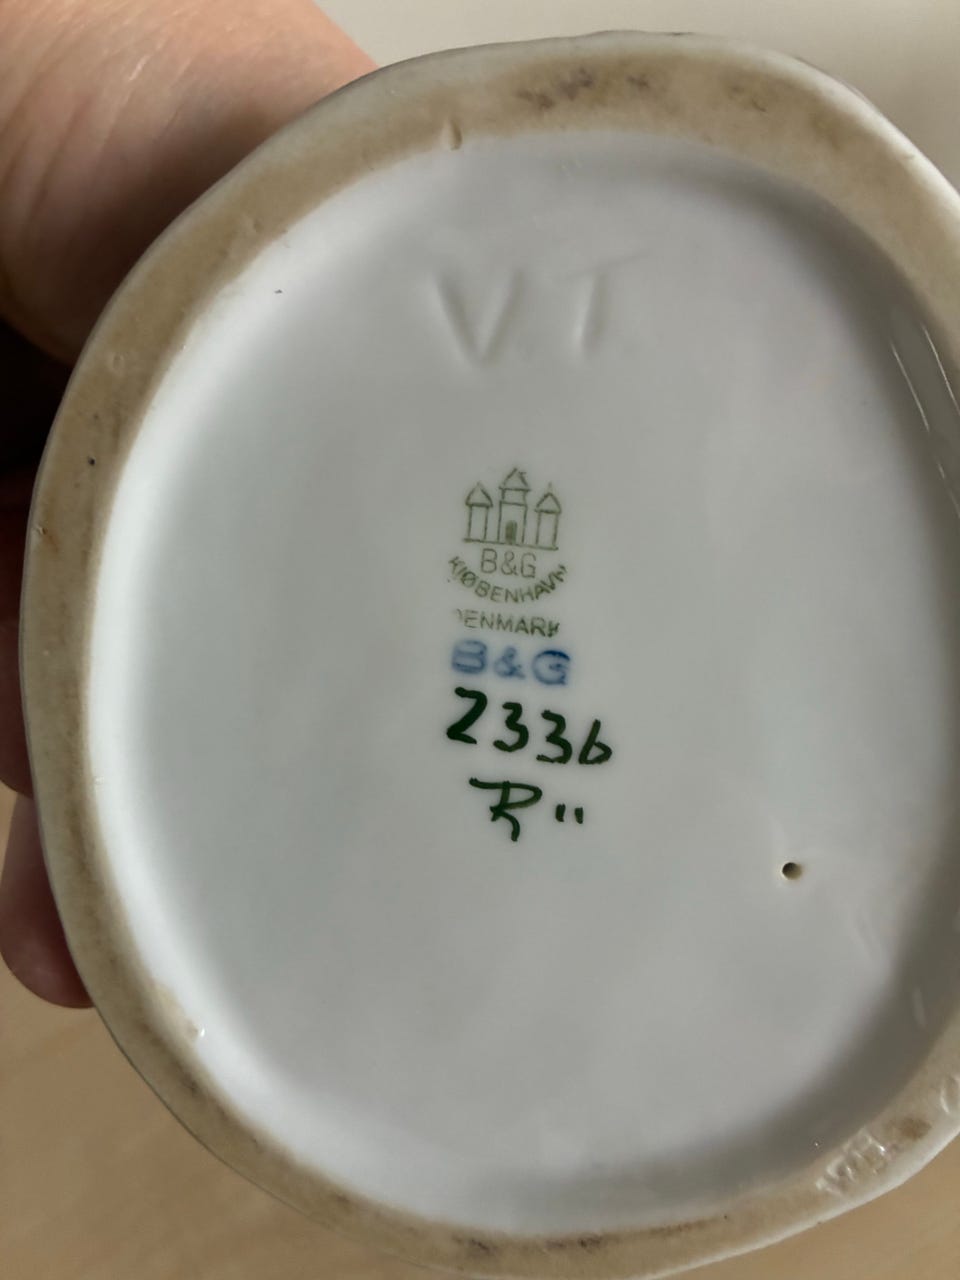 V.T
B&G
KJØBENHAVN
DENMARK
B&G
2336
R"